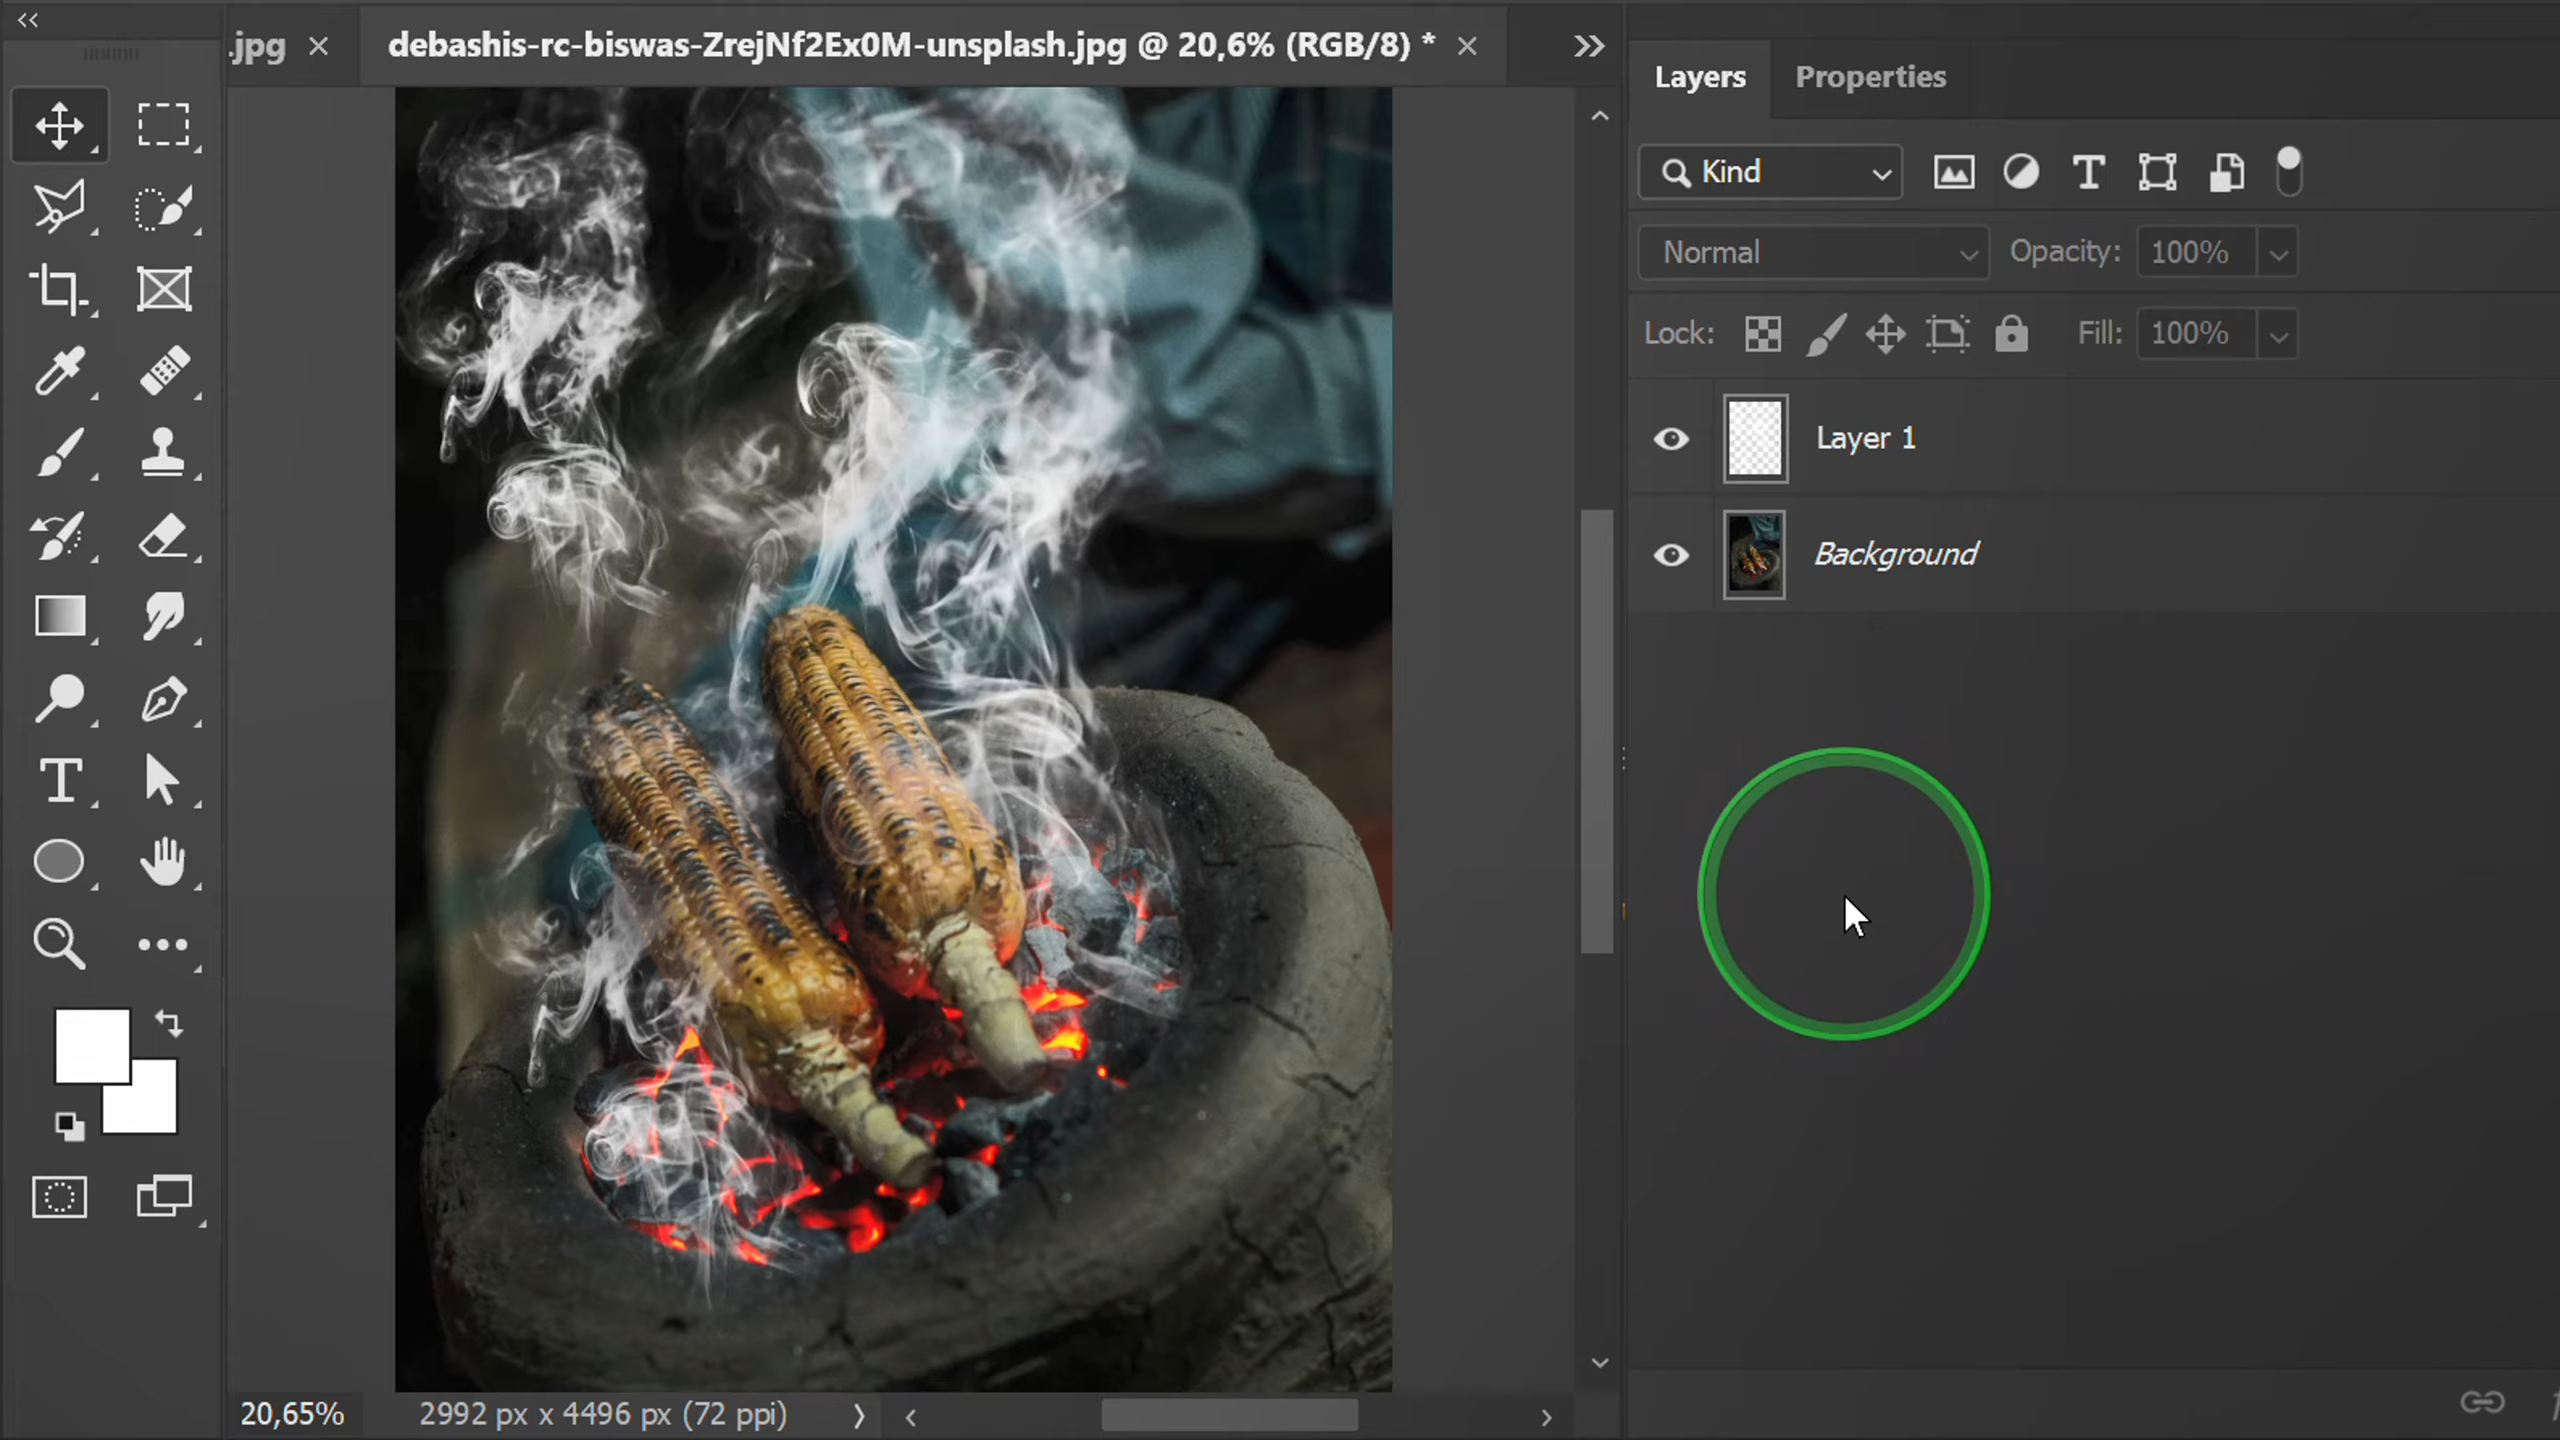 .jpg ×
debashis-rc-biswas-ZrejNf2Ex0M-unsplash.jpg @ 20,6% (RGB/8) * ×
Layers Properties
Kind
Normal Opacity: 100%
Lock: Fill: 100%
Layer 1
Background
20,65% 2992 px x 4496 px (72 ppi)